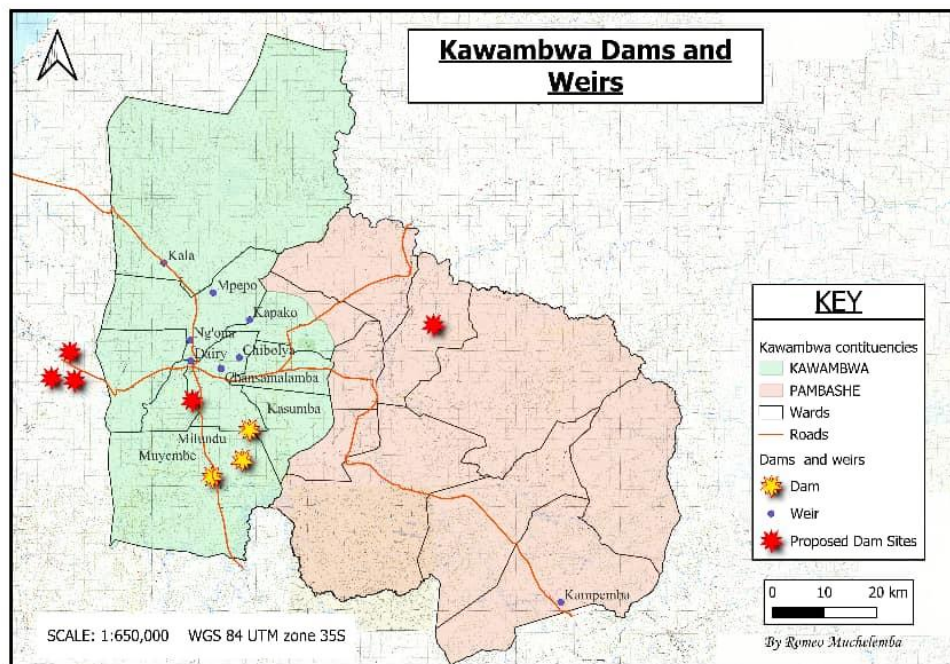 Kawambwa Dams and
Weirs
Kala
Mpepo
Kapako
Ng'ona
Chibolya
Dairy
Chansamalamba
Kasumba
Milundu
Muyembe
Kampemba
KEY
Kawambwa contituencies
KAWAMBWA
PAMBASHE
Wards
Roads
Dams and weirs
Dam
Weir
Proposed Dam Sites
0 10 20 km
SCALE: 1:650,000 WGS 84 UTM zone 35S
By Romeo Muchelemba